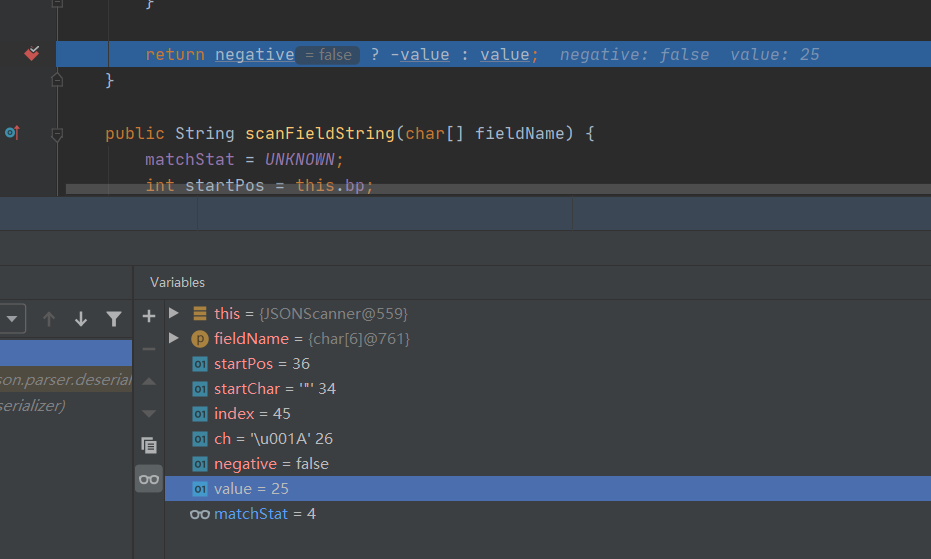 }
return negative = false ? -value : value; negative: false value: 25
}
public String scanFieldString(char[] fieldName) {
matchStat = UNKNOWN;
int startPos = this.bp;
Variables
this = {JSONScanner@559}
fieldName = {char[6]@761}
startPos = 36
son.parser.deserial
startChar = '"' 34
serializer)
index = 45
ch = '\u001A' 26
negative = false
value = 25
matchStat = 4